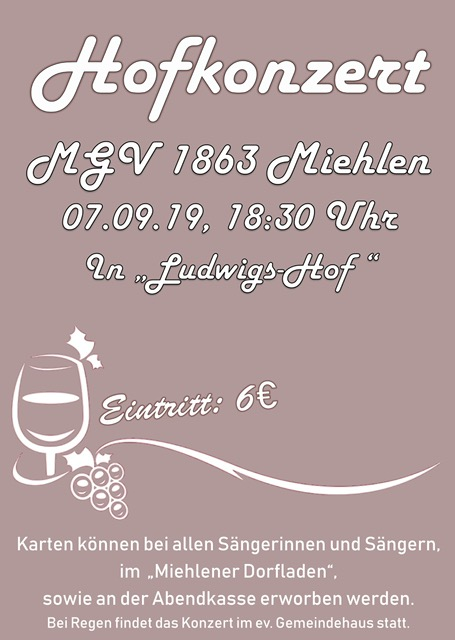 Hofkonzert
MGV 1863 Miehlen
07.09.19, 18:30 Uhr
In „Ludwigs-Hof “
Eintritt: 6€
Karten können bei allen Sängerinnen und Sängern,
im „Miehlener Dorfladen“,
sowie an der Abendkasse erworben werden.
Bei Regen findet das Konzert im ev. Gemeindehaus statt.